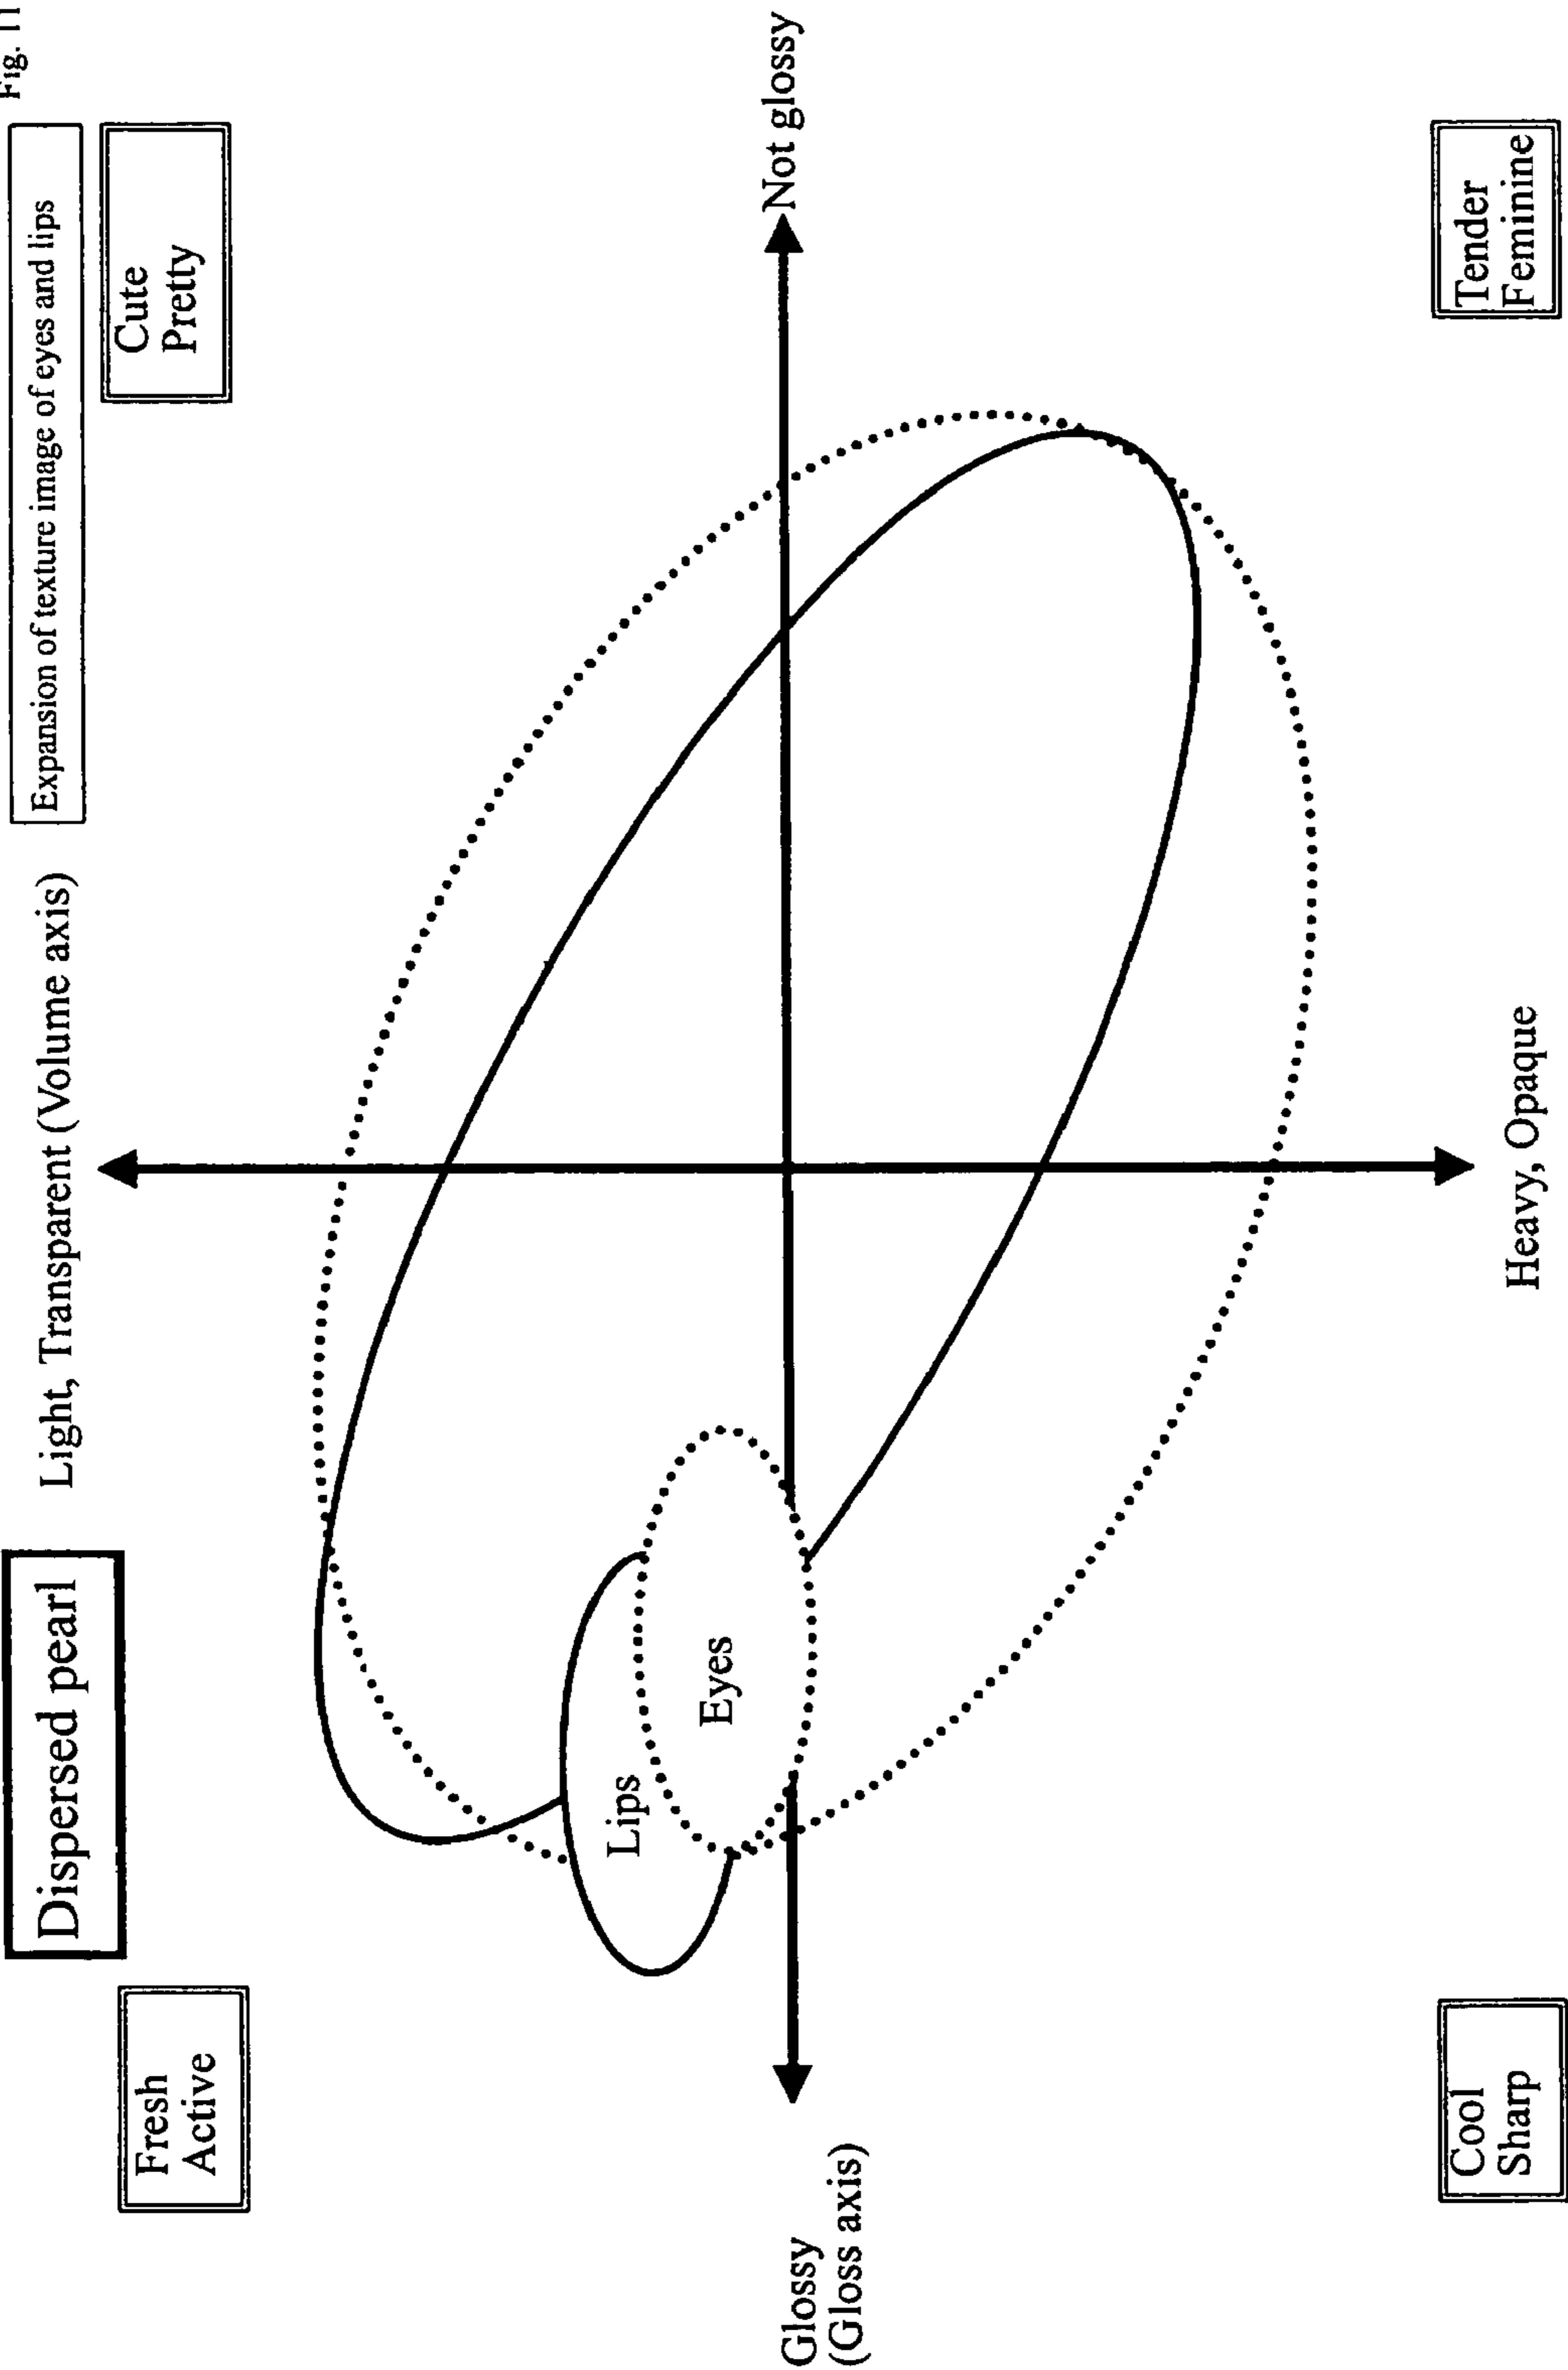 Fig. 11
Expansion of texture image of eyes and lips
Dispersed pearl
Light, Transparent (Volume axis)
Fresh
Active
Cute
Pretty
Lips
Eyes
Glossy
(Gloss axis)
Not glossy
Cool
Sharp
Heavy, Opaque
Tender
Feminine